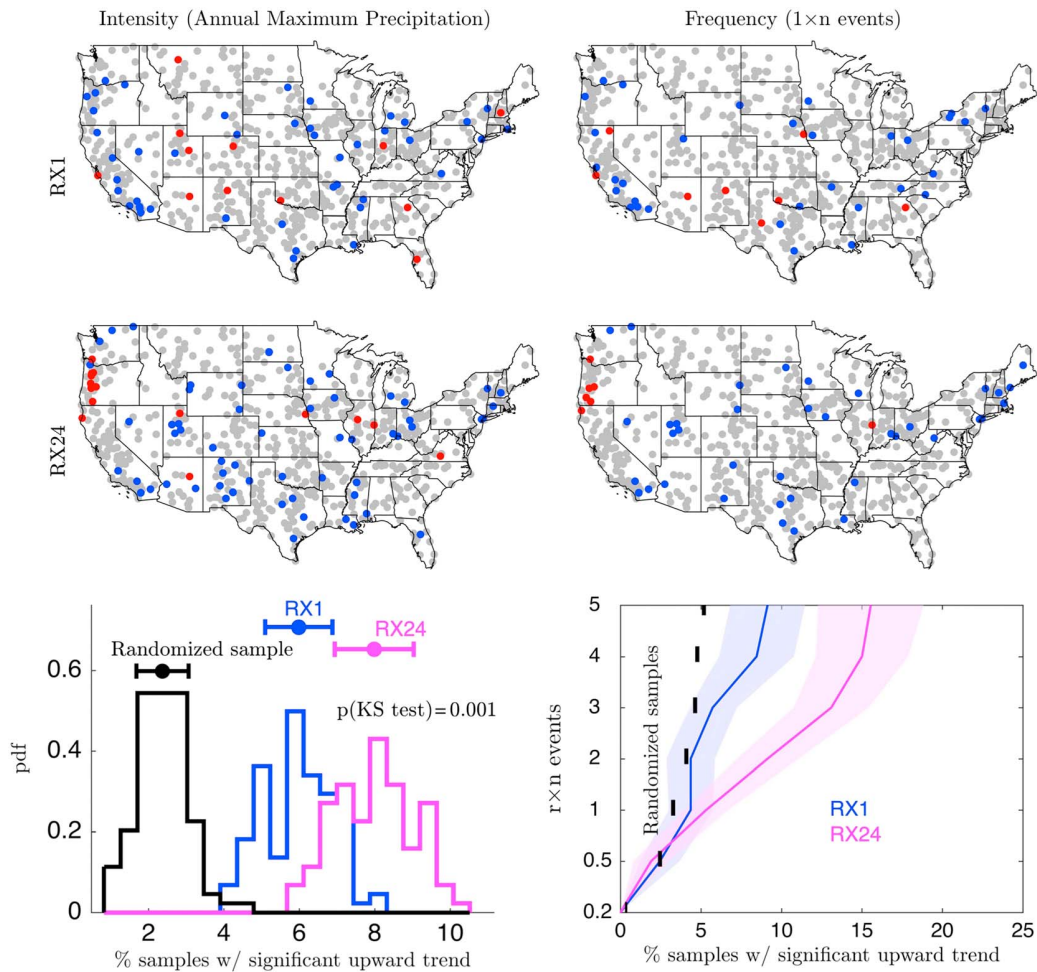 Intensity (Annual Maximum Precipitation)
Frequency (1×n events)
RX1
RX24
RX1
RX24
Randomized sample
p(KS test)=0.001
0.6
0.4
0.2
0
pdf
2 4 6 8 10
% samples w/ significant upward trend
5
4
3
2
1
0.5
0.2
r×n events
Randomized samples
RX1
RX24
0 5 10 15 20 25
% samples w/ significant upward trend